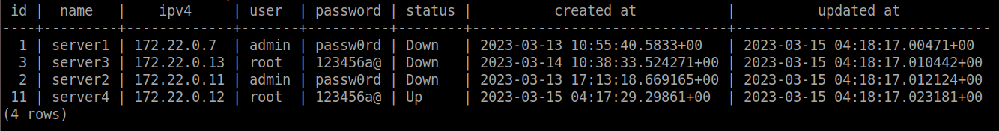 id |  name   |    ipv4     | user  | password | status |          created_at           |          updated_at
----+---------+-------------+-------+----------+--------+-------------------------------+-------------------------------
  1 | server1 | 172.22.0.7  | admin | passw0rd | Down   | 2023-03-13 10:55:40.5833+00   | 2023-03-15 04:18:17.00471+00
  3 | server3 | 172.22.0.13 | root  | 123456a@ | Down   | 2023-03-14 10:38:33.524271+00 | 2023-03-15 04:18:17.010442+00
  2 | server2 | 172.22.0.11 | admin | passw0rd | Down   | 2023-03-13 17:13:18.669165+00 | 2023-03-15 04:18:17.012124+00
 11 | server4 | 172.22.0.12 | root  | 123456a@ | Up     | 2023-03-15 04:17:29.29861+00  | 2023-03-15 04:18:17.023181+00
(4 rows)